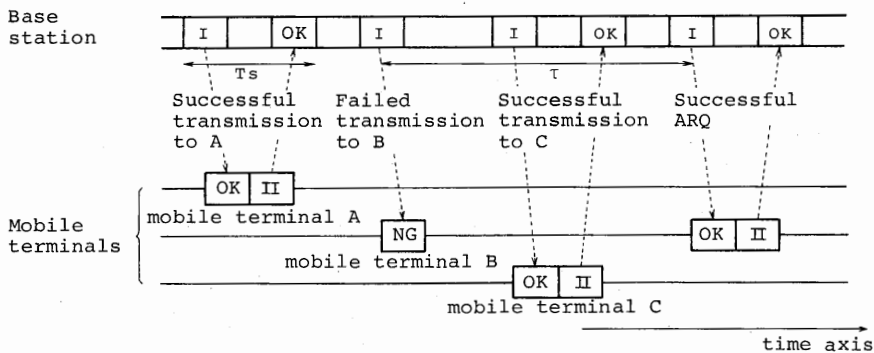 Base
station
I OK I I OK I OK
Ts τ
Successful
transmission
to A
Failed
transmission
to B
Successful
transmission
to C
Successful
ARQ
OK II
mobile terminal A
Mobile
terminals
NG
OK II
mobile terminal B
OK II
mobile terminal C
time axis